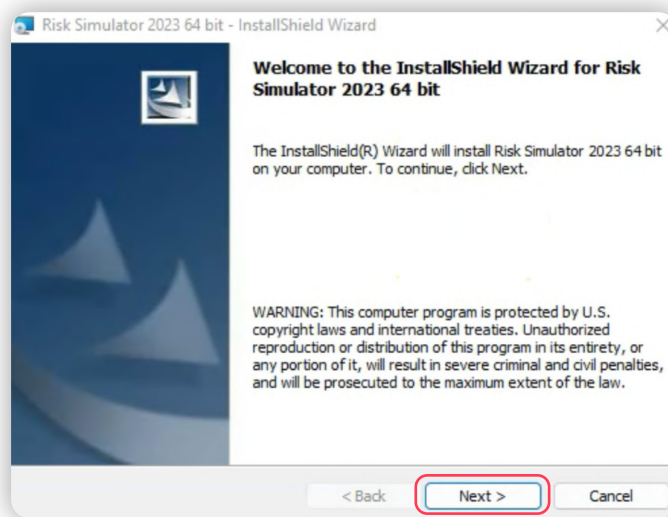 Risk Simulator 2023 64 bit - InstallShield Wizard
Welcome to the InstallShield Wizard for Risk
Simulator 2023 64 bit
The InstallShield(R) Wizard will install Risk Simulator 2023 64 bit
on your computer. To continue, click Next.
WARNING: This computer program is protected by U.S.
copyright laws and international treaties. Unauthorized
reproduction or distribution of this program in its entirety, or
any portion of it, will result in severe criminal and civil penalties,
and will be prosecuted to the maximum extent of the law.
< Back Next > Cancel